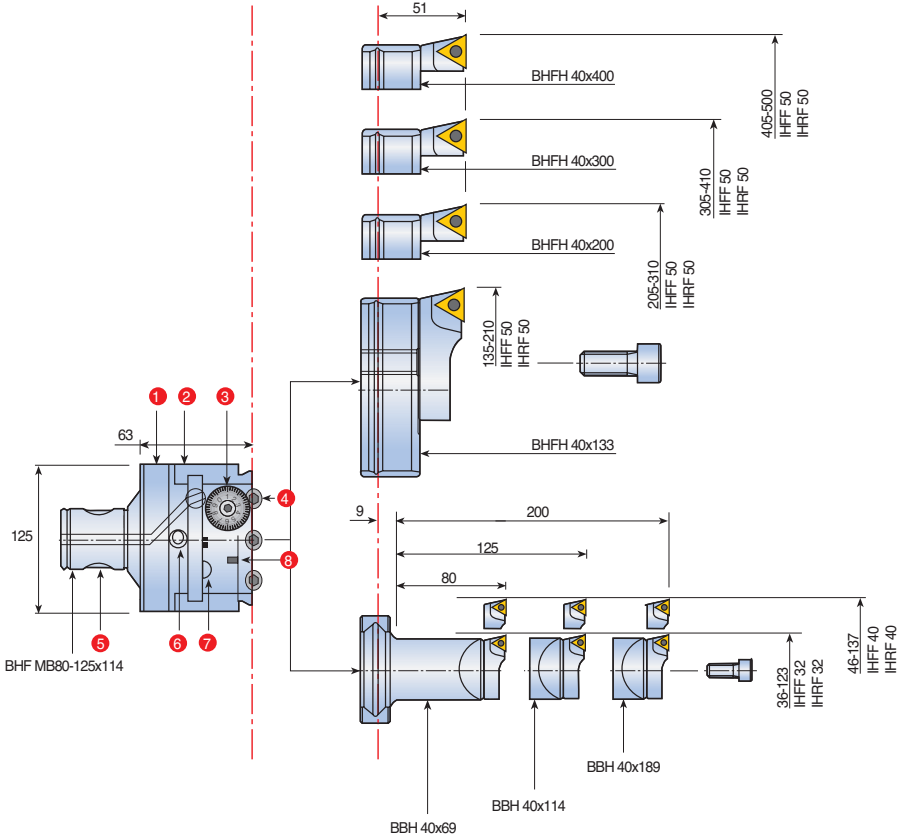 51
BHFH 40x400
405-500
IHFF 50
IHRF 50
BHFH 40x300
305-410
IHFF 50
IHRF 50
BHFH 40x200
205-310
IHFF 50
IHRF 50
135-210
IHFF 50
IHRF 50
BHFH 40x133
1
2
3
63
4
125
5
6
7
8
BHF MB80-125x114
9
200
125
80
46-137
IHFF 40
IHRF 40
36-123
IHFF 32
IHRF 32
BBH 40x189
BBH 40x114
BBH 40x69